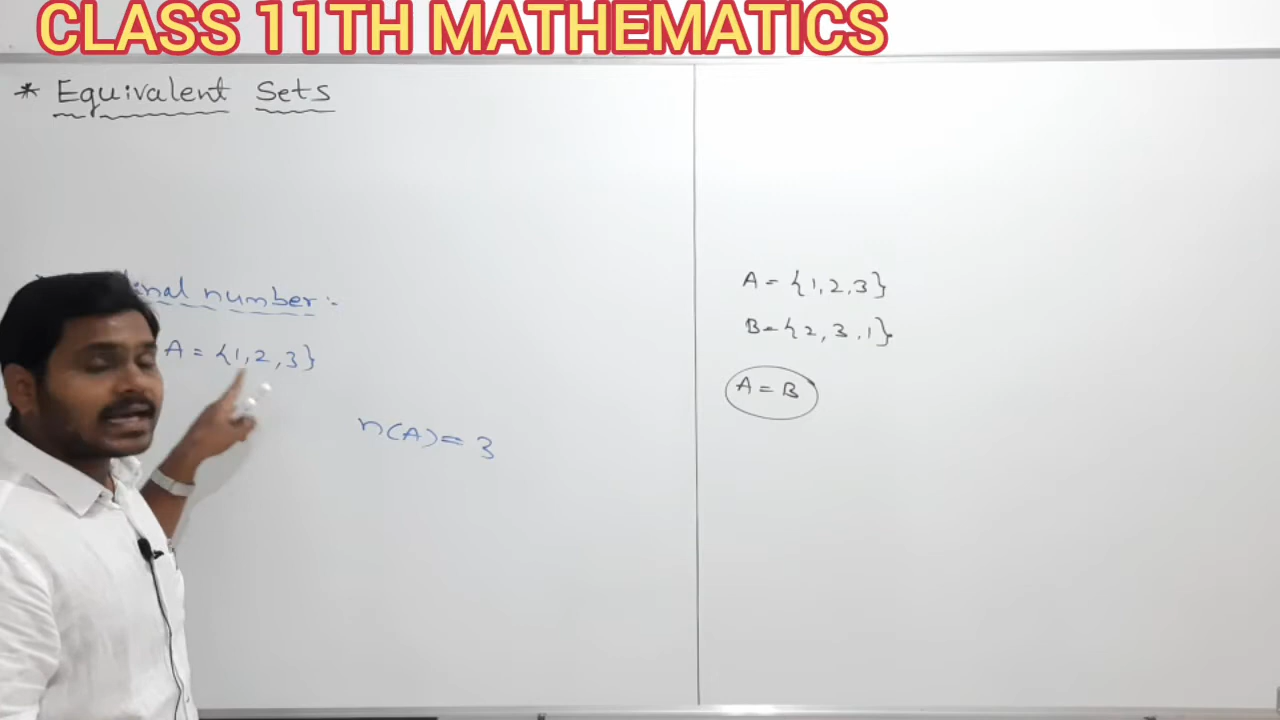 CLASS 11TH MATHEMATICS
* Equivalent Sets
number:-
A = {1,2,3}
n(A) = 3
A = {1,2,3}
B = {2,3,1}
A = B